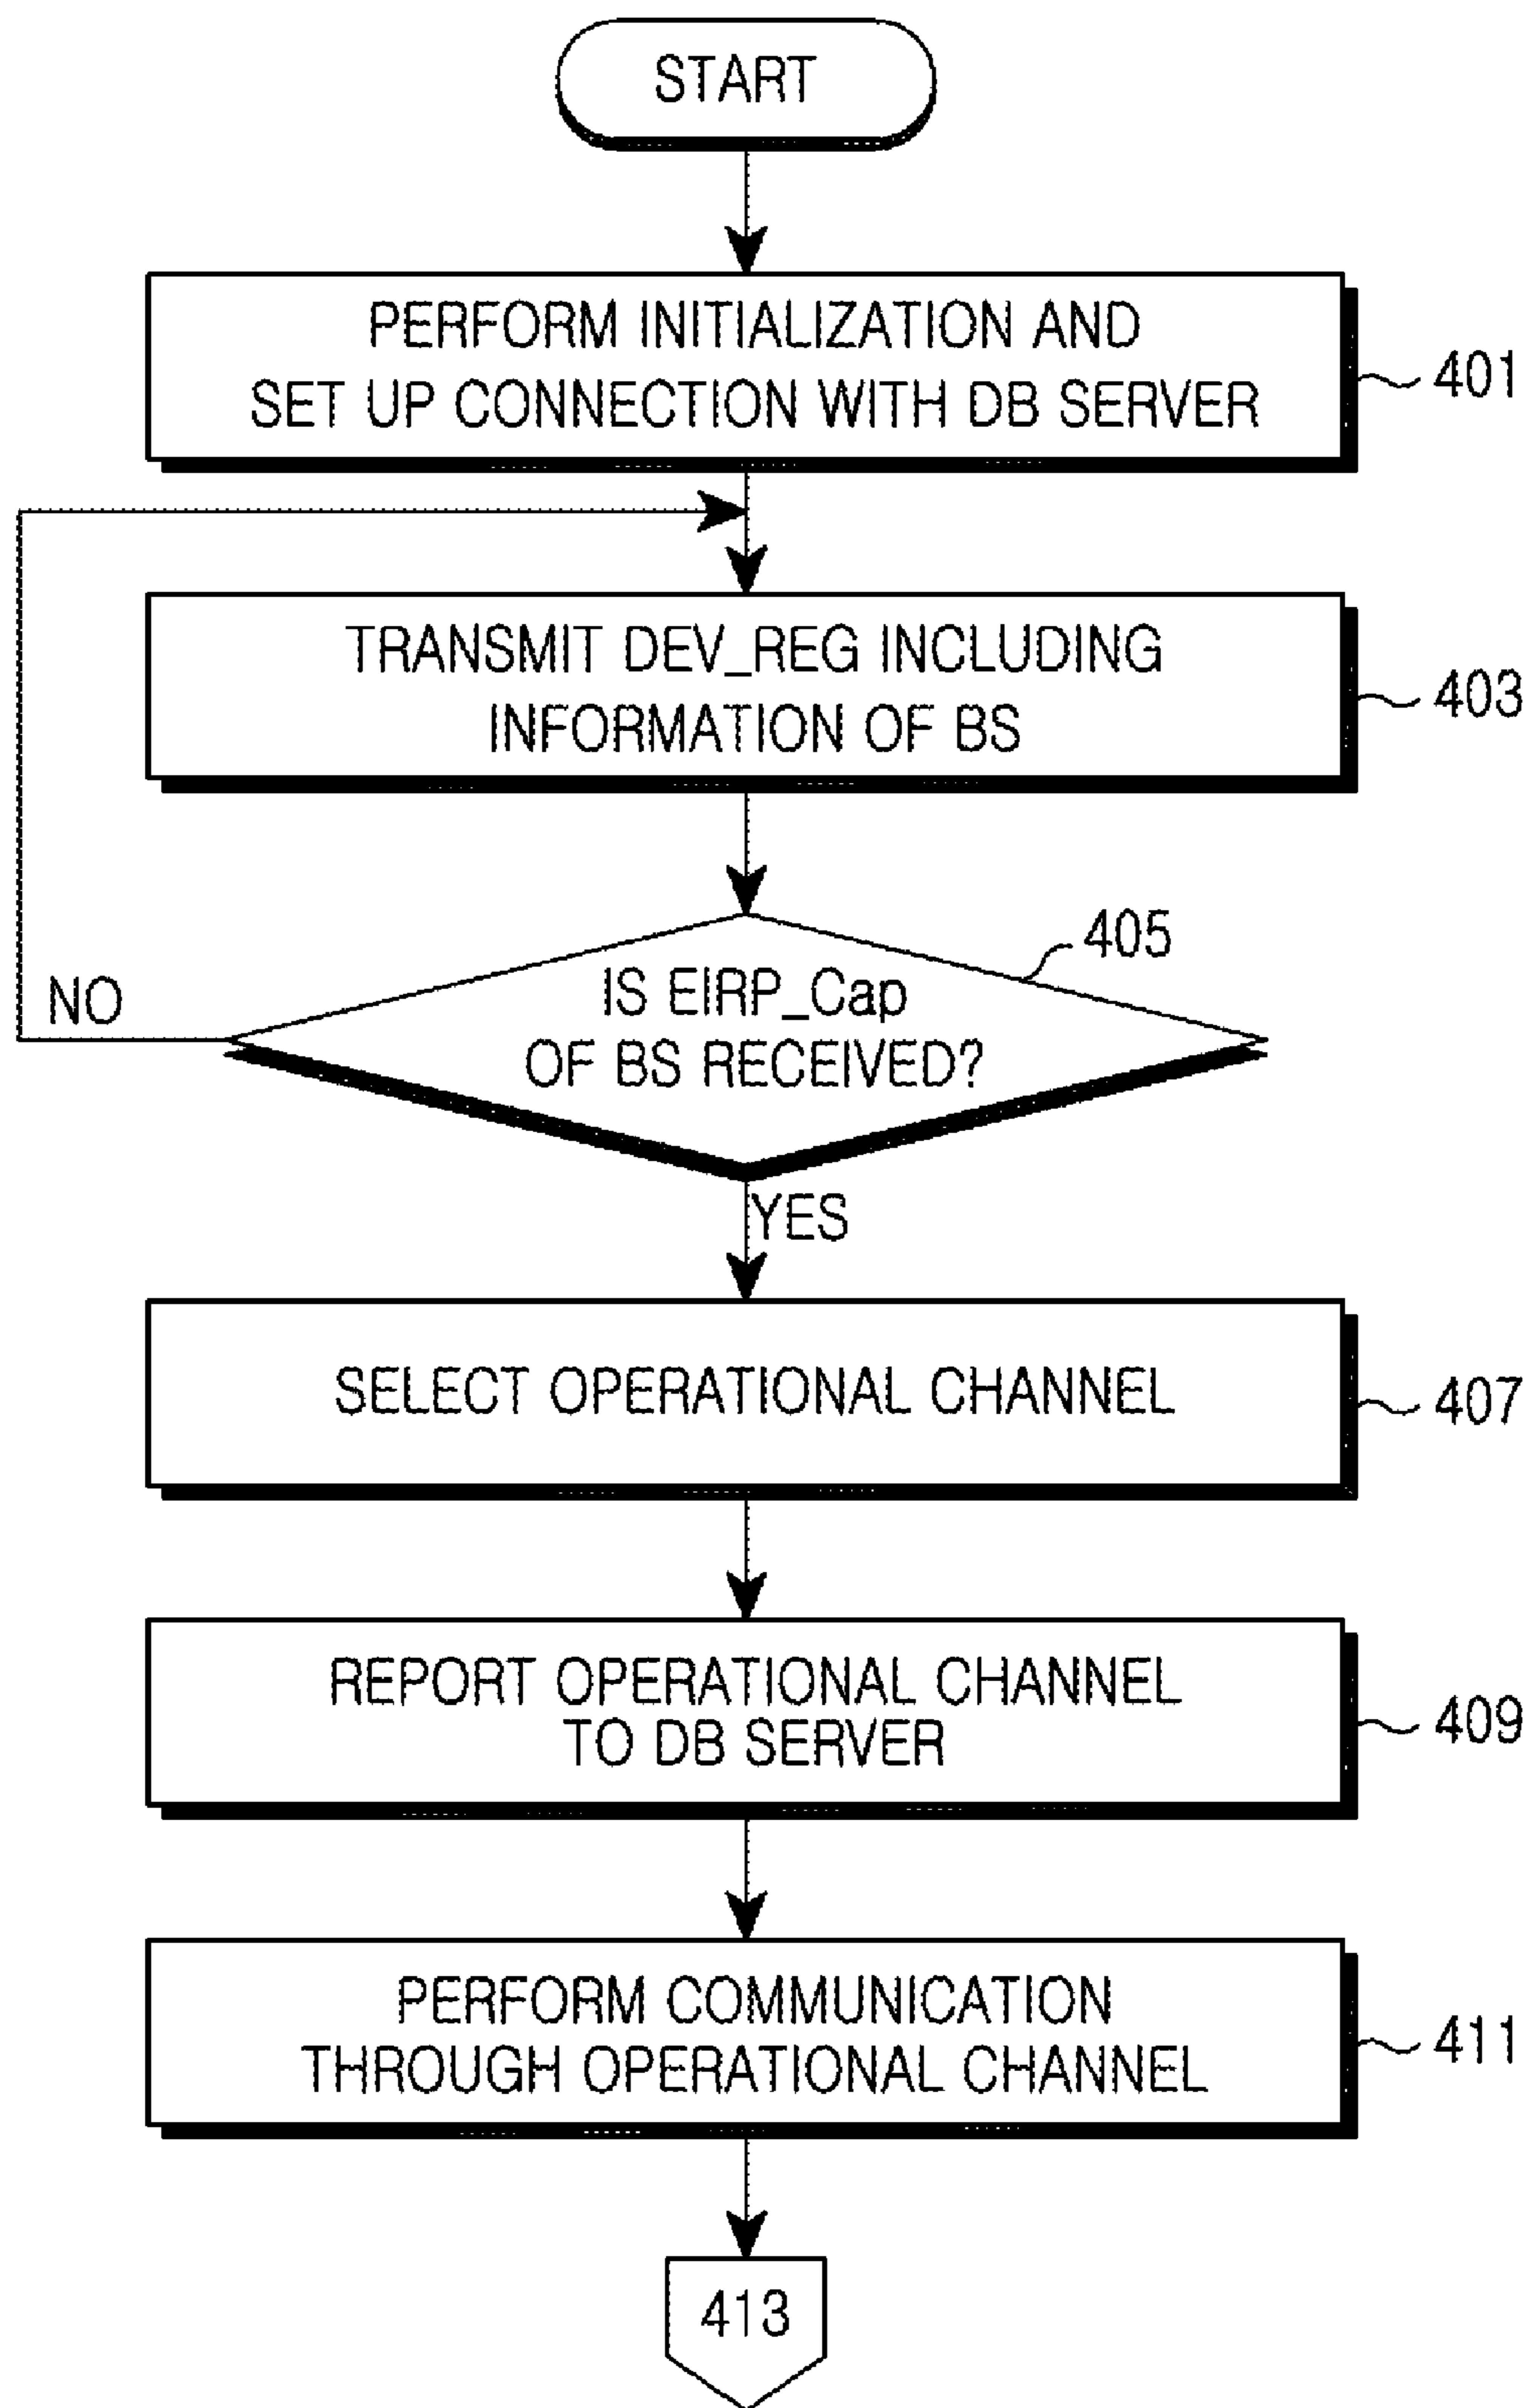 START
PERFORM INITIALIZATION AND
SET UP CONNECTION WITH DB SERVER
401
TRANSMIT DEV_REG INCLUDING
INFORMATION OF BS
403
405
IS EIRP_Cap
OF BS RECEIVED?
NO
YES
SELECT OPERATIONAL CHANNEL
407
REPORT OPERATIONAL CHANNEL
TO DB SERVER
409
PERFORM COMMUNICATION
THROUGH OPERATIONAL CHANNEL
411
413